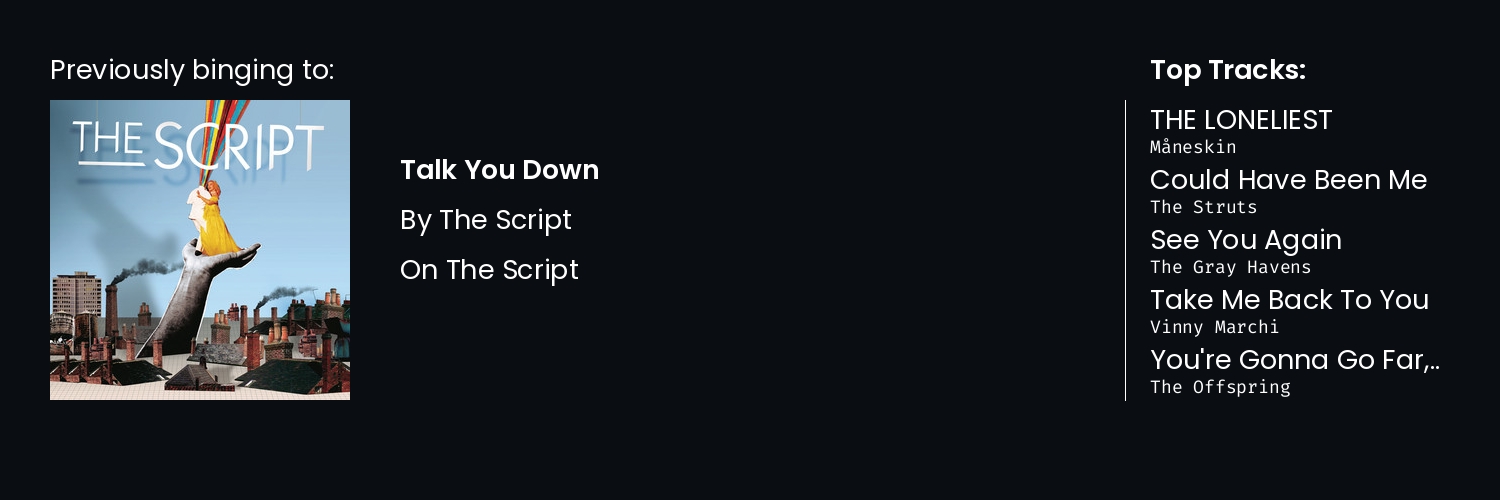 Previously binging to:
THE SCRIPT
Talk You Down
By The Script
On The Script
Top Tracks:
THE LONELIEST
Måneskin
Could Have Been Me
The Struts
See You Again
The Gray Havens
Take Me Back To You
Vinny Marchi
You're Gonna Go Far,..
The Offspring